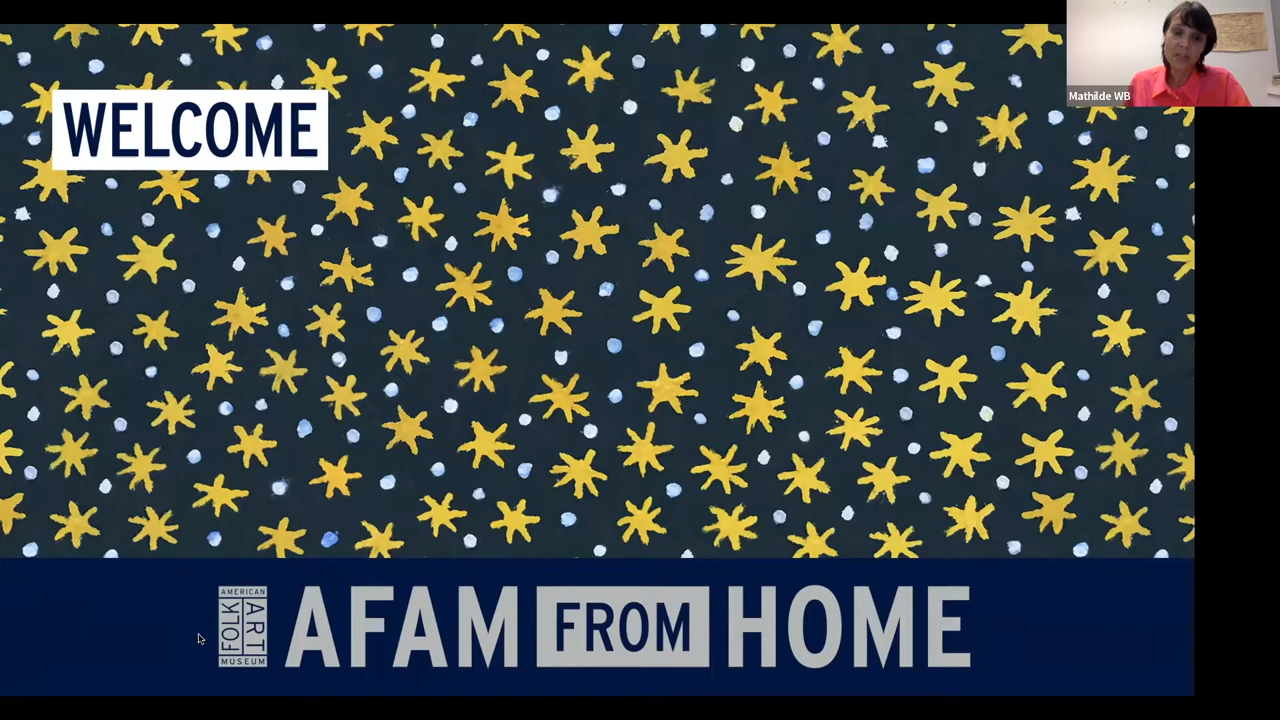 WELCOME
Mathilde WB
AMERICAN
FOLK
ART
MUSEUM
AFAM FROM HOME